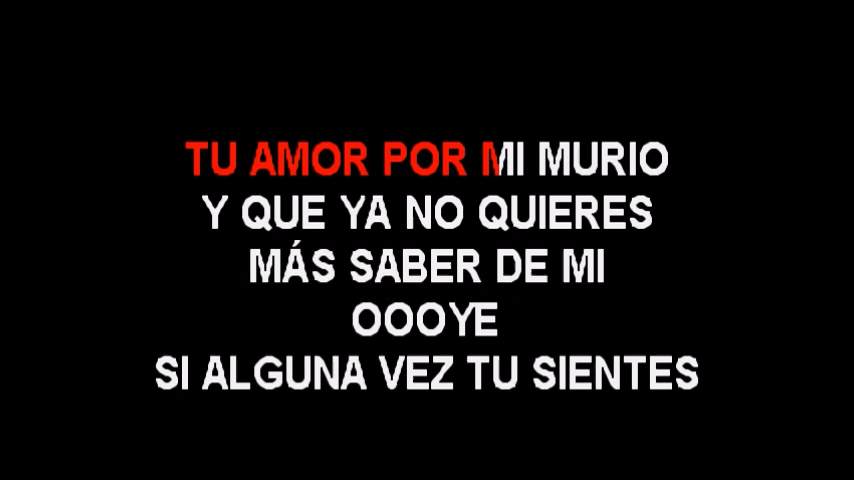 TU AMOR POR MI MURIO
Y QUE YA NO QUIERES
MÁS SABER DE MI
OOOYE
SI ALGUNA VEZ TU SIENTES